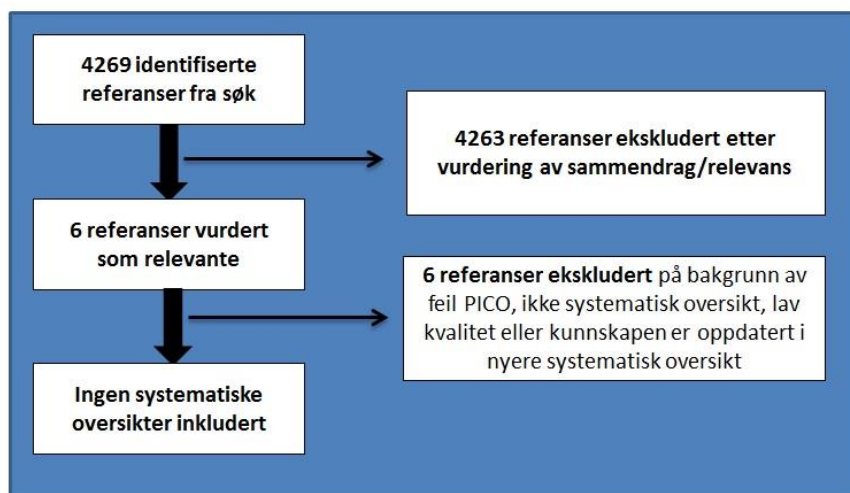 4269 identifiserte
referanser fra søk
4263 referanser ekskludert etter
vurdering av sammendrag/relevans
6 referanser vurdert
som relevante
6 referanser ekskludert på bakgrunn av
feil PICO, ikke systematisk oversikt, lav
kvalitet eller kunnskapen er oppdatert i
nyere systematisk oversikt
Ingen systematiske
oversikter inkludert